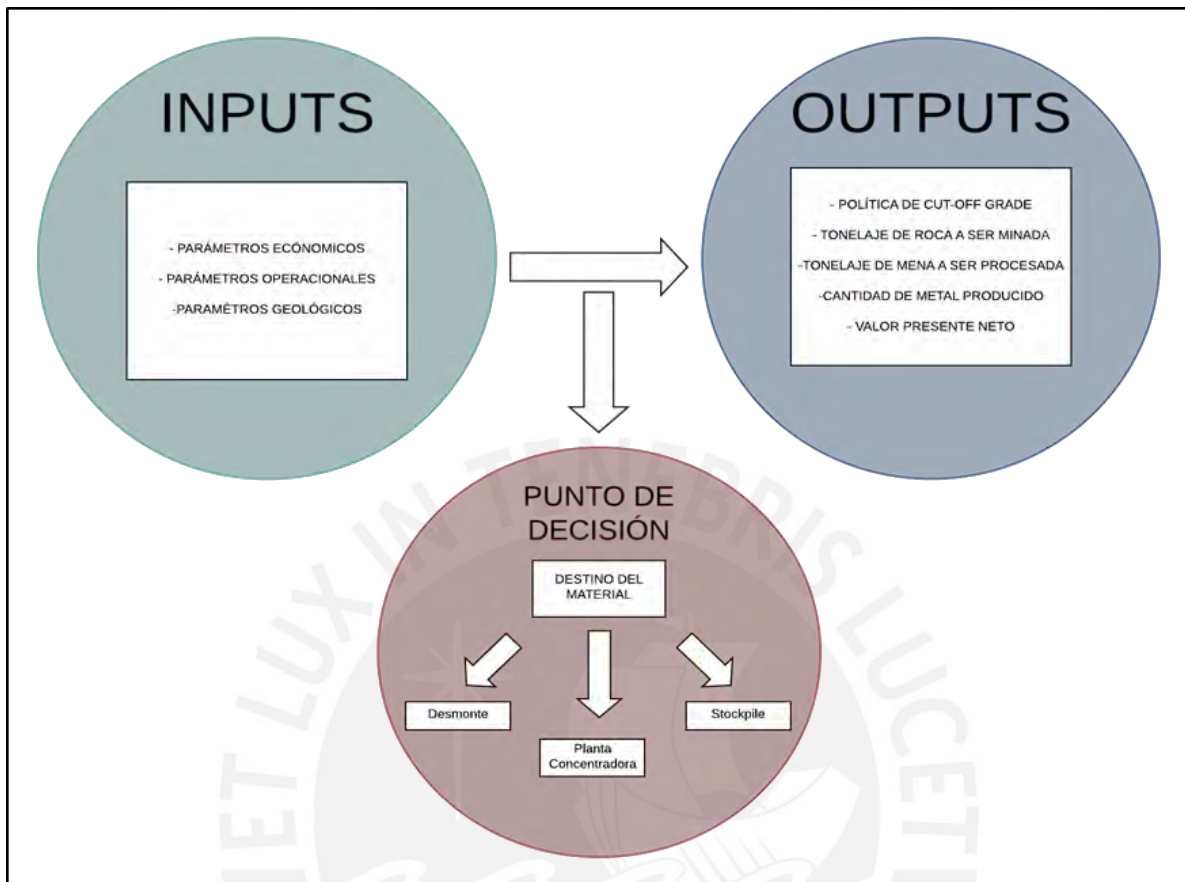 INPUTS
- PARÁMETROS ECÓNOMICOS
- PARÁMETROS OPERACIONALES
-PARAMÉTROS GEOLÓGICOS
OUTPUTS
- POLÍTICA DE CUT-OFF GRADE
- TONELAJE DE ROCA A SER MINADA
-TONELAJE DE MENA A SER PROCESADA
-CANTIDAD DE METAL PRODUCIDO
- VALOR PRESENTE NETO
PUNTO DE
DECISIÓN
DESTINO DEL
MATERIAL
Desmonte
Planta
Concentradora
Stockpile
ET LUX IN TENEBRIS LUCET